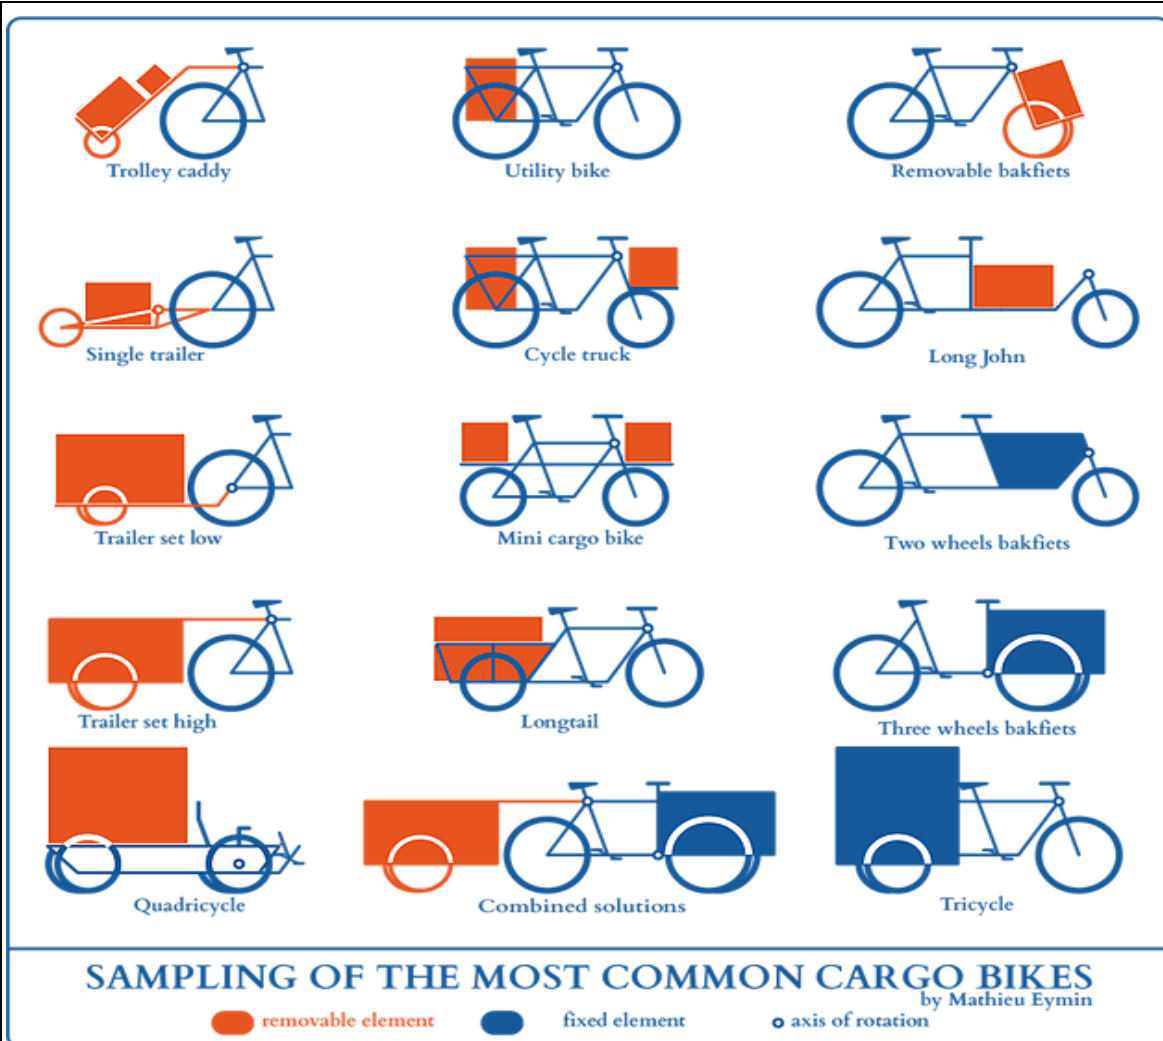 Trolley caddy
Utility bike
Removable bakfiets
Single trailer
Cycle truck
Long John
Trailer set low
Mini cargo bike
Two wheels bakfiets
Trailer set high
Longtail
Three wheels bakfiets
Quadricycle
Combined solutions
Tricycle
SAMPLING OF THE MOST COMMON CARGO BIKES
by Mathieu Eymin
removable element
fixed element
axis of rotation